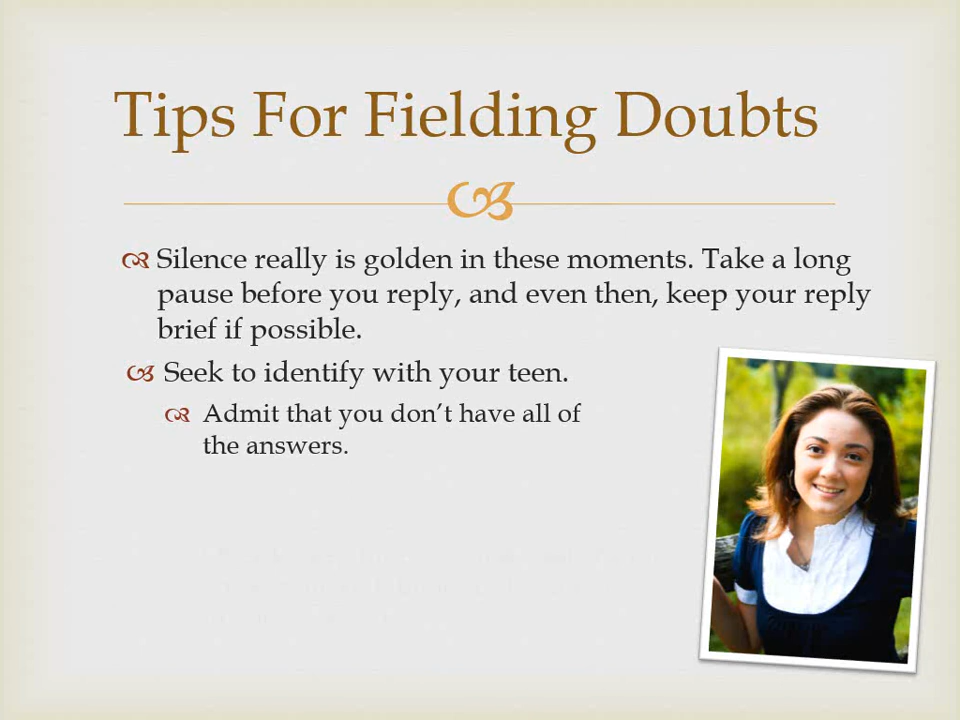 Tips For Fielding Doubts
Silence really is golden in these moments. Take a long
pause before you reply, and even then, keep your reply
brief if possible.
Seek to identify with your teen.
Admit that you don’t have all of
the answers.